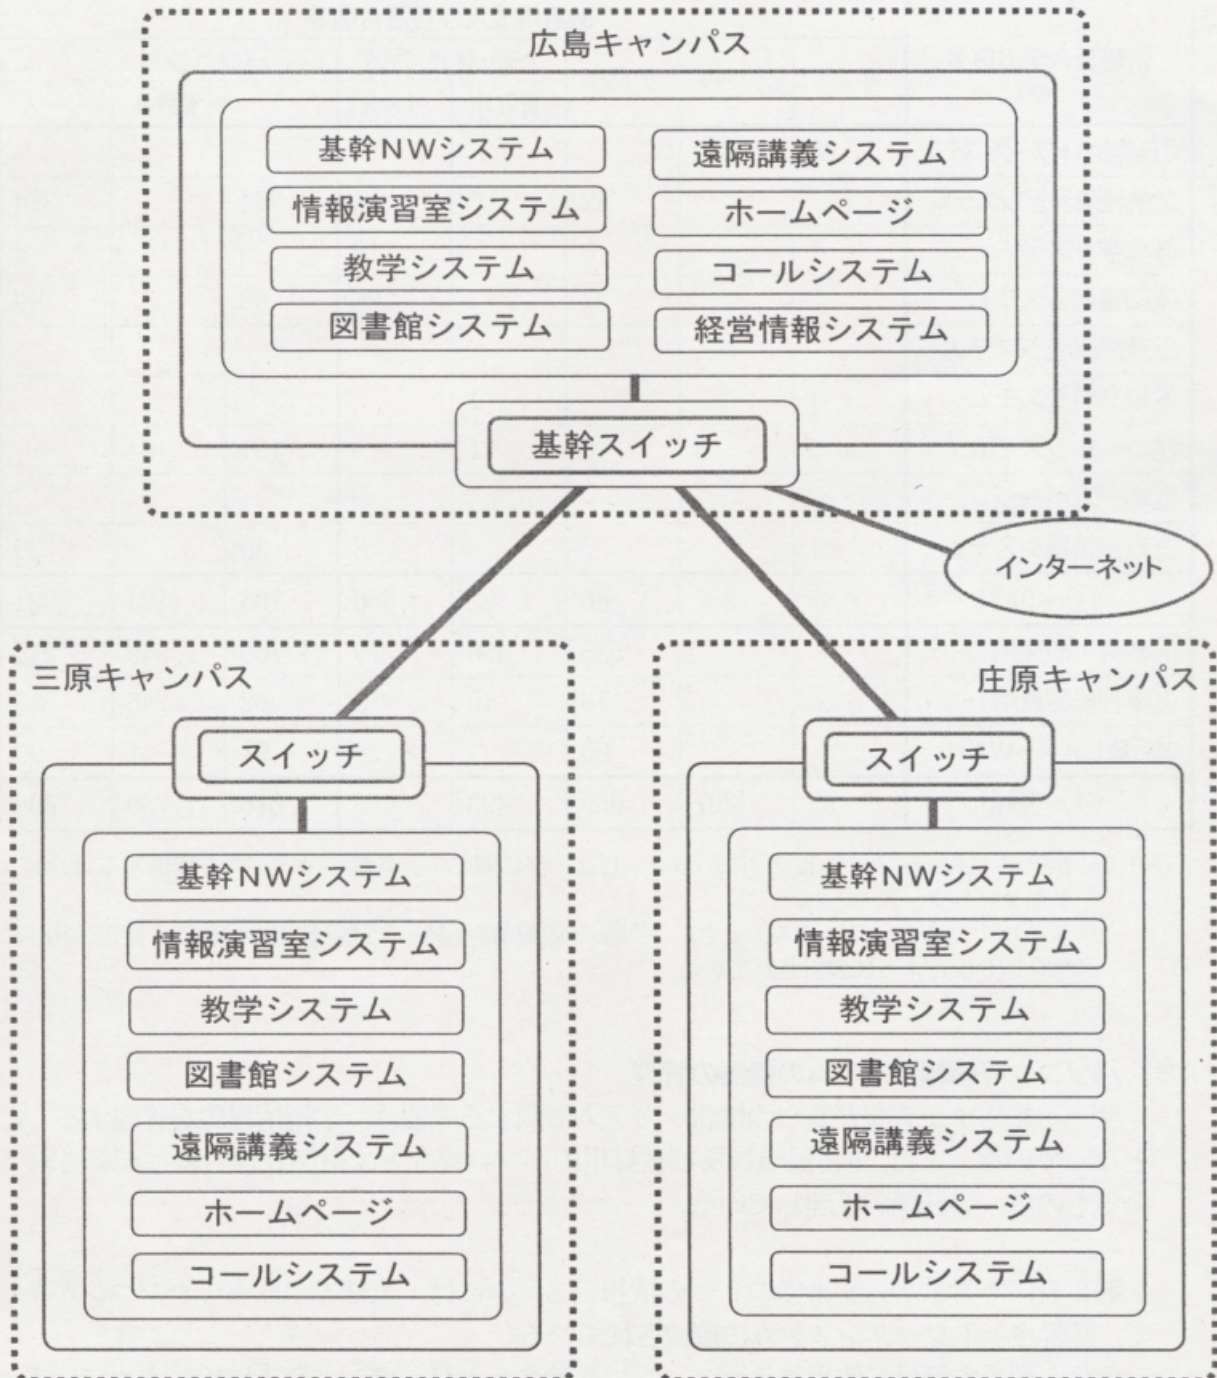 広島キャンパス
基幹NWシステム
情報演習室システム
教学システム
図書館システム
遠隔講義システム
ホームページ
コールシステム
経営情報システム
基幹スイッチ
インターネット
三原キャンパス
スイッチ
基幹NWシステム
情報演習室システム
教学システム
図書館システム
遠隔講義システム
ホームページ
コールシステム
庄原キャンパス
スイッチ
基幹NWシステム
情報演習室システム
教学システム
図書館システム
遠隔講義システム
ホームページ
コールシステム